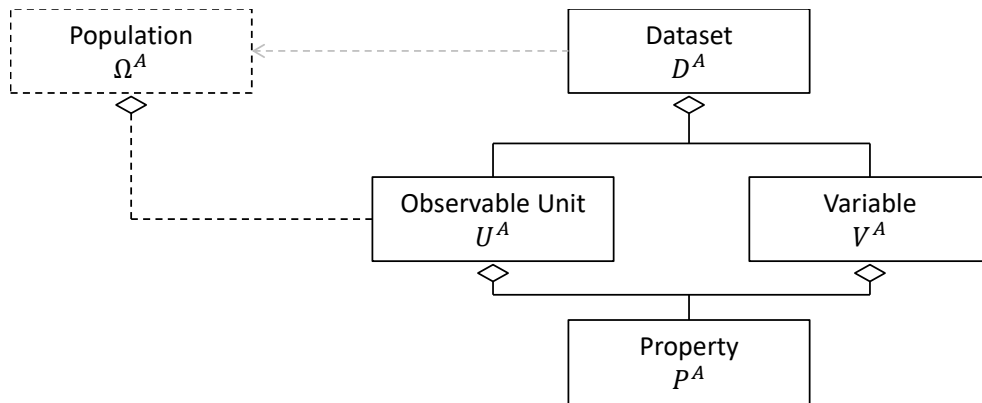 Population
Ω^A
Dataset
D^A
Observable Unit
U^A
Variable
V^A
Property
P^A